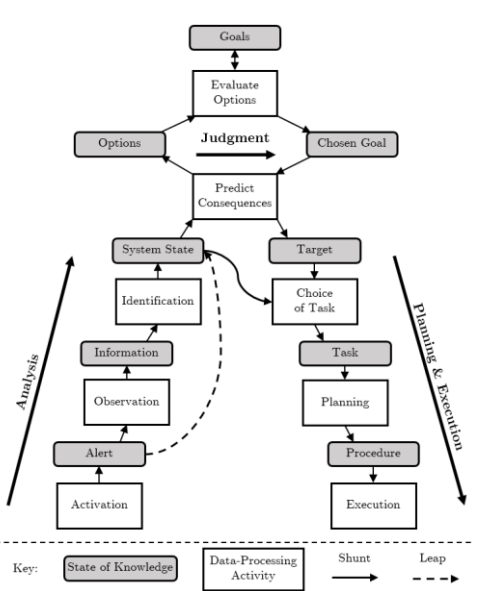 Goals
Evaluate
Options
Judgment
Options
Chosen Goal
Predict
Consequences
System State
Target
Identification
Choice
of Task
Information
Task
Analysis
Planning & Execution
Observation
Planning
Alert
Procedure
Activation
Execution
Key:
State of Knowledge
Data-Processing
Activity
Shunt
Leap